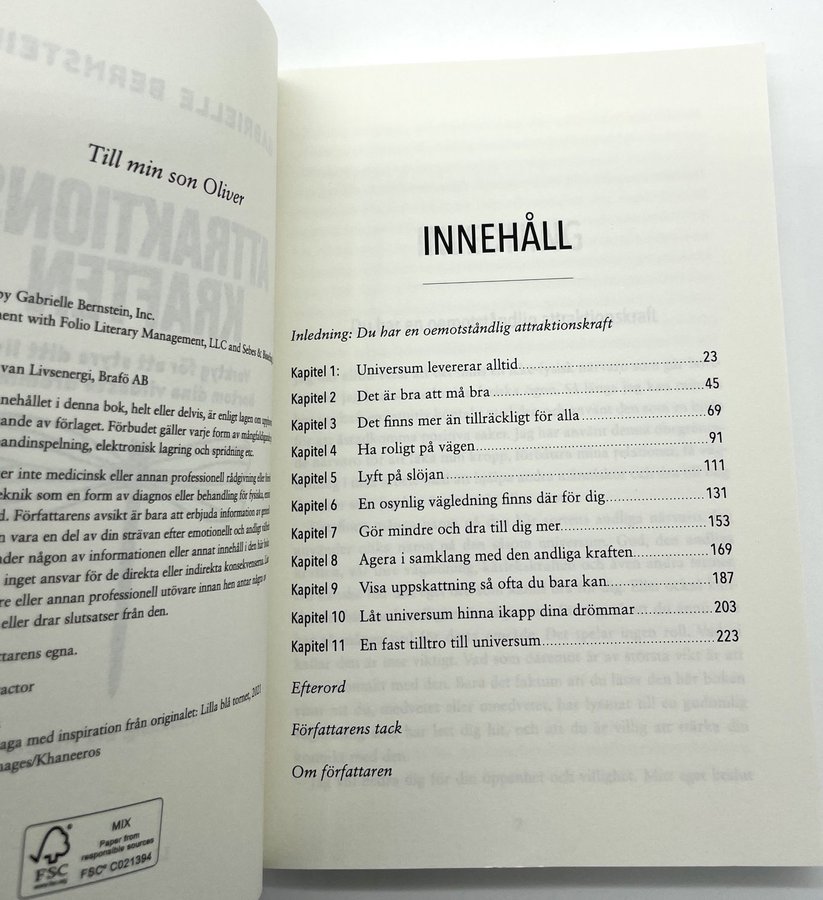 Till min son Oliver
by Gabrielle Bernstein, Inc.
ment with Folio Literary Management, LLC and
van Livsenergi, Brafö AB
nehållet i denna bok, helt eller delvis, är enligt lagen om
ande av förlaget. Förbudet gäller varje form av
andinspelning, elektronisk lagring och spridning etc.
er inte medicinsk eller annan professionell rådgivning eller
eknik som en form av diagnos eller behandling för fysiska,
d. Författarens avsikt är bara att erbjuda information av
n vara en del av din strävan efter emotionellt och andligt
nder någon av informationen eller annat innehåll i den här
inget ansvar för de direkta eller indirekta konsekvenserna.
re eller annan professionell utövare innan hen antar några
eller drar slutsatser från den.
tarens egna.
actor
aga med inspiration från originalet: Lilla blå tornet, 2021
mages/Khaneeros
MIX
Paper from
responsible sources
FSC
FSC® C021394
INNEHÅLL
Inledning: Du har en oemotståndlig attraktionskraft
Kapitel 1: Universum levererar alltid 23
Kapitel 2 Det är bra att må bra 45
Kapitel 3 Det finns mer än tillräckligt för alla 69
Kapitel 4 Ha roligt på vägen 91
Kapitel 5 Lyft på slöjan 111
Kapitel 6 En osynlig vägledning finns där för dig 131
Kapitel 7 Gör mindre och dra till dig mer 153
Kapitel 8 Agera i samklang med den andliga kraften 169
Kapitel 9 Visa uppskattning så ofta du bara kan 187
Kapitel 10 Låt universum hinna ikapp dina drömmar 203
Kapitel 11 En fast tilltro till universum 223
Efterord
Författarens tack
Om författaren